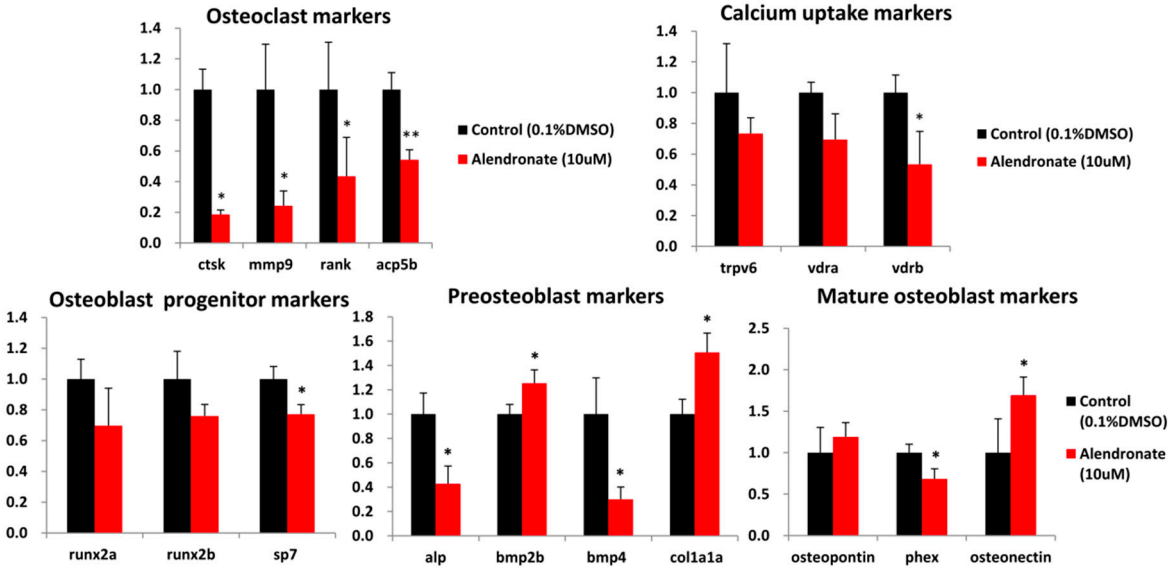 Osteoclast markers
1.4
1.2
1.0
0.8
0.6
0.4
0.2
0.0
*
*
*
**
ctsk mmp9 rank acp5b
Control (0.1%DMSO)
Alendronate (10uM)
Calcium uptake markers
1.4
1.2
1.0
0.8
0.6
0.4
0.2
0.0
*
trpv6 vdra vdrb
Control (0.1%DMSO)
Alendronate (10uM)
Osteoblast progenitor markers
1.4
1.2
1.0
0.8
0.6
0.4
0.2
0.0
*
runx2a runx2b sp7
Preosteoblast markers
1.8
1.6
1.4
1.2
1.0
0.8
0.6
0.4
0.2
0.0
*
*
*
*
alp bmp2b bmp4 col1a1a
Mature osteoblast markers
2.5
2.0
1.5
1.0
0.5
0.0
*
*
osteopontin phex osteonectin
Control
(0.1%DMSO)
Alendronate
(10uM)